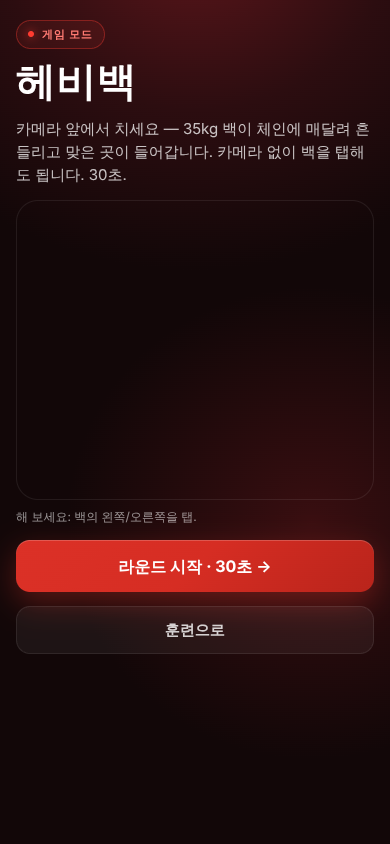 게임 모드
헤비백
카메라 앞에서 치세요 — 35kg 백이 체인에 매달려 흔
들리고 맞은 곳이 들어갑니다. 카메라 없이 백을 탭해
도 됩니다. 30초.
해 보세요: 백의 왼쪽/오른쪽을 탭.
라운드 시작 · 30초 →
훈련으로